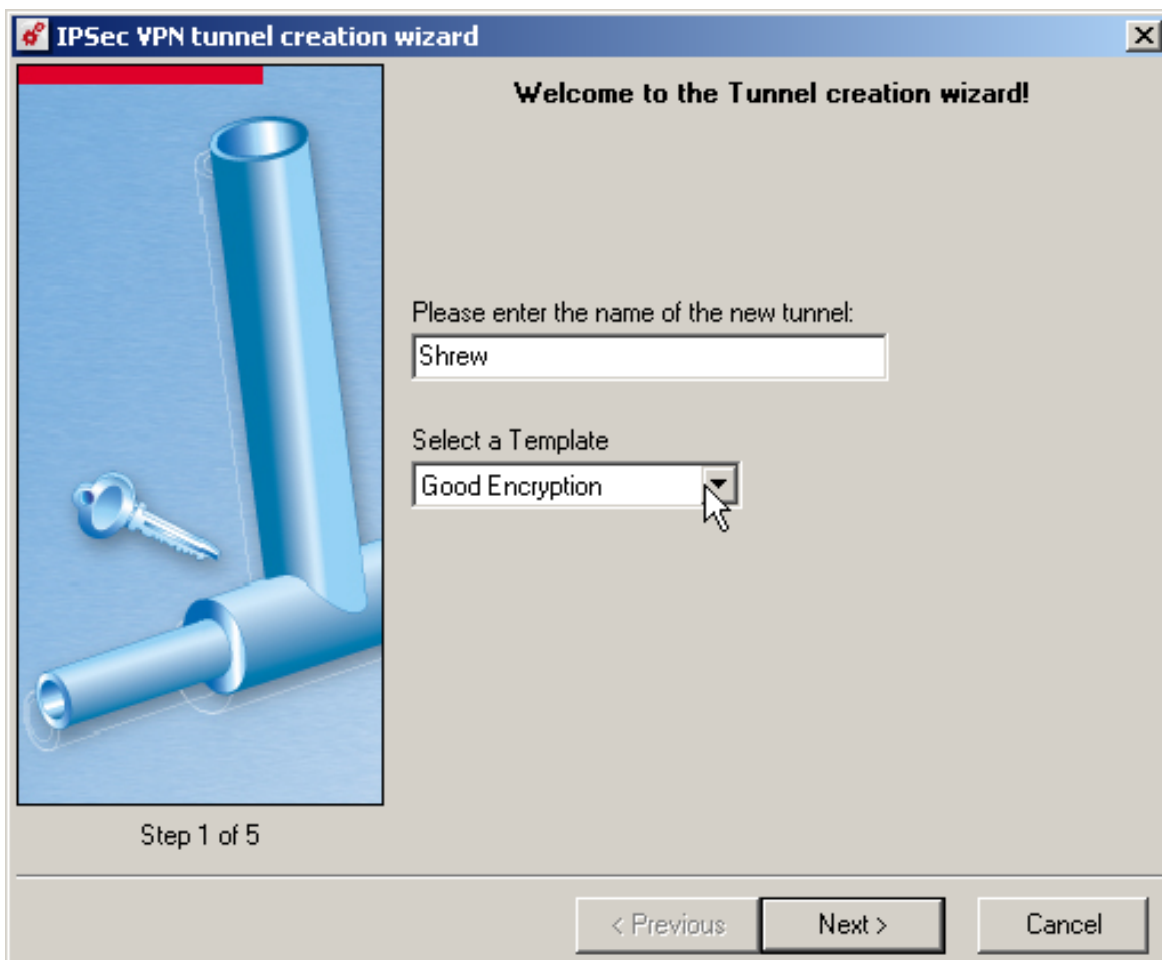 IPSec VPN tunnel creation wizard
Welcome to the Tunnel creation wizard!
Please enter the name of the new tunnel:
Shrew
Select a Template
Good Encryption
Step 1 of 5
< Previous
Next >
Cancel